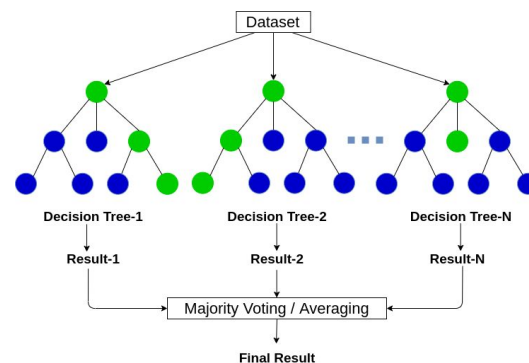 Dataset
Decision Tree-1
Decision Tree-2
Decision Tree-N
Result-1
Result-2
Result-N
Majority Voting / Averaging
Final Result